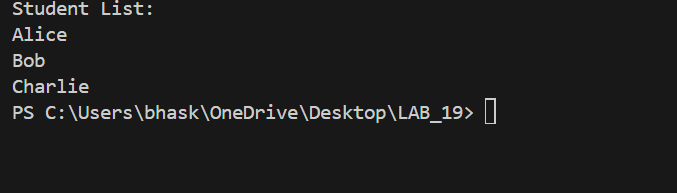 Student List:
Alice
Bob
Charlie
PS C:\Users\bhask\OneDrive\Desktop\LAB_19>